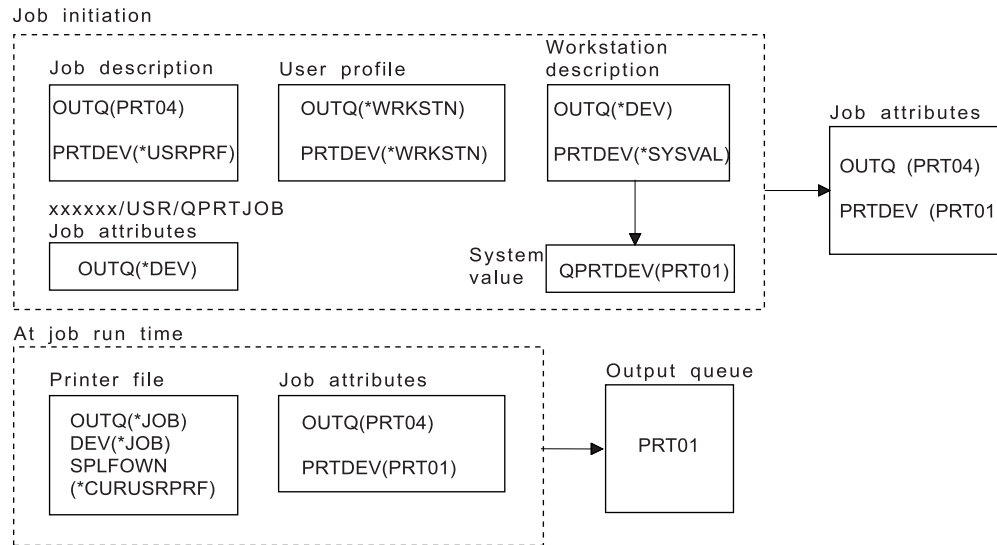 Job initiation
Job description
OUTQ(PRT04)
PRTDEV(*USRPRF)
User profile
OUTQ(*WRKSTN)
PRTDEV(*WRKSTN)
Workstation
description
OUTQ(*DEV)
PRTDEV(*SYSVAL)
Job attributes
OUTQ (PRT04)
PRTDEV (PRT01
xxxxxx/USR/QPRTJOB
Job attributes
OUTQ(*DEV)
System
value
QPRTDEV(PRT01)
At job run time
Printer file
OUTQ(*JOB)
DEV(*JOB)
SPLFOWN
(*CURUSRPRF)
Job attributes
OUTQ(PRT04)
PRTDEV(PRT01)
Output queue
PRT01